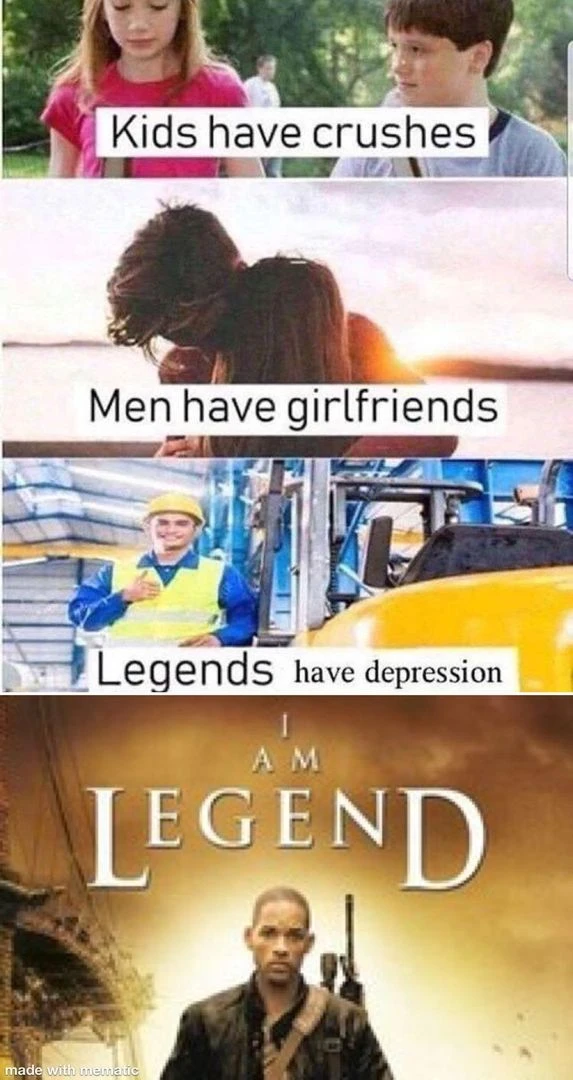 Kids have crushes
Men have girlfriends
Legends have depression
I
AM
LEGEND
made with mematic